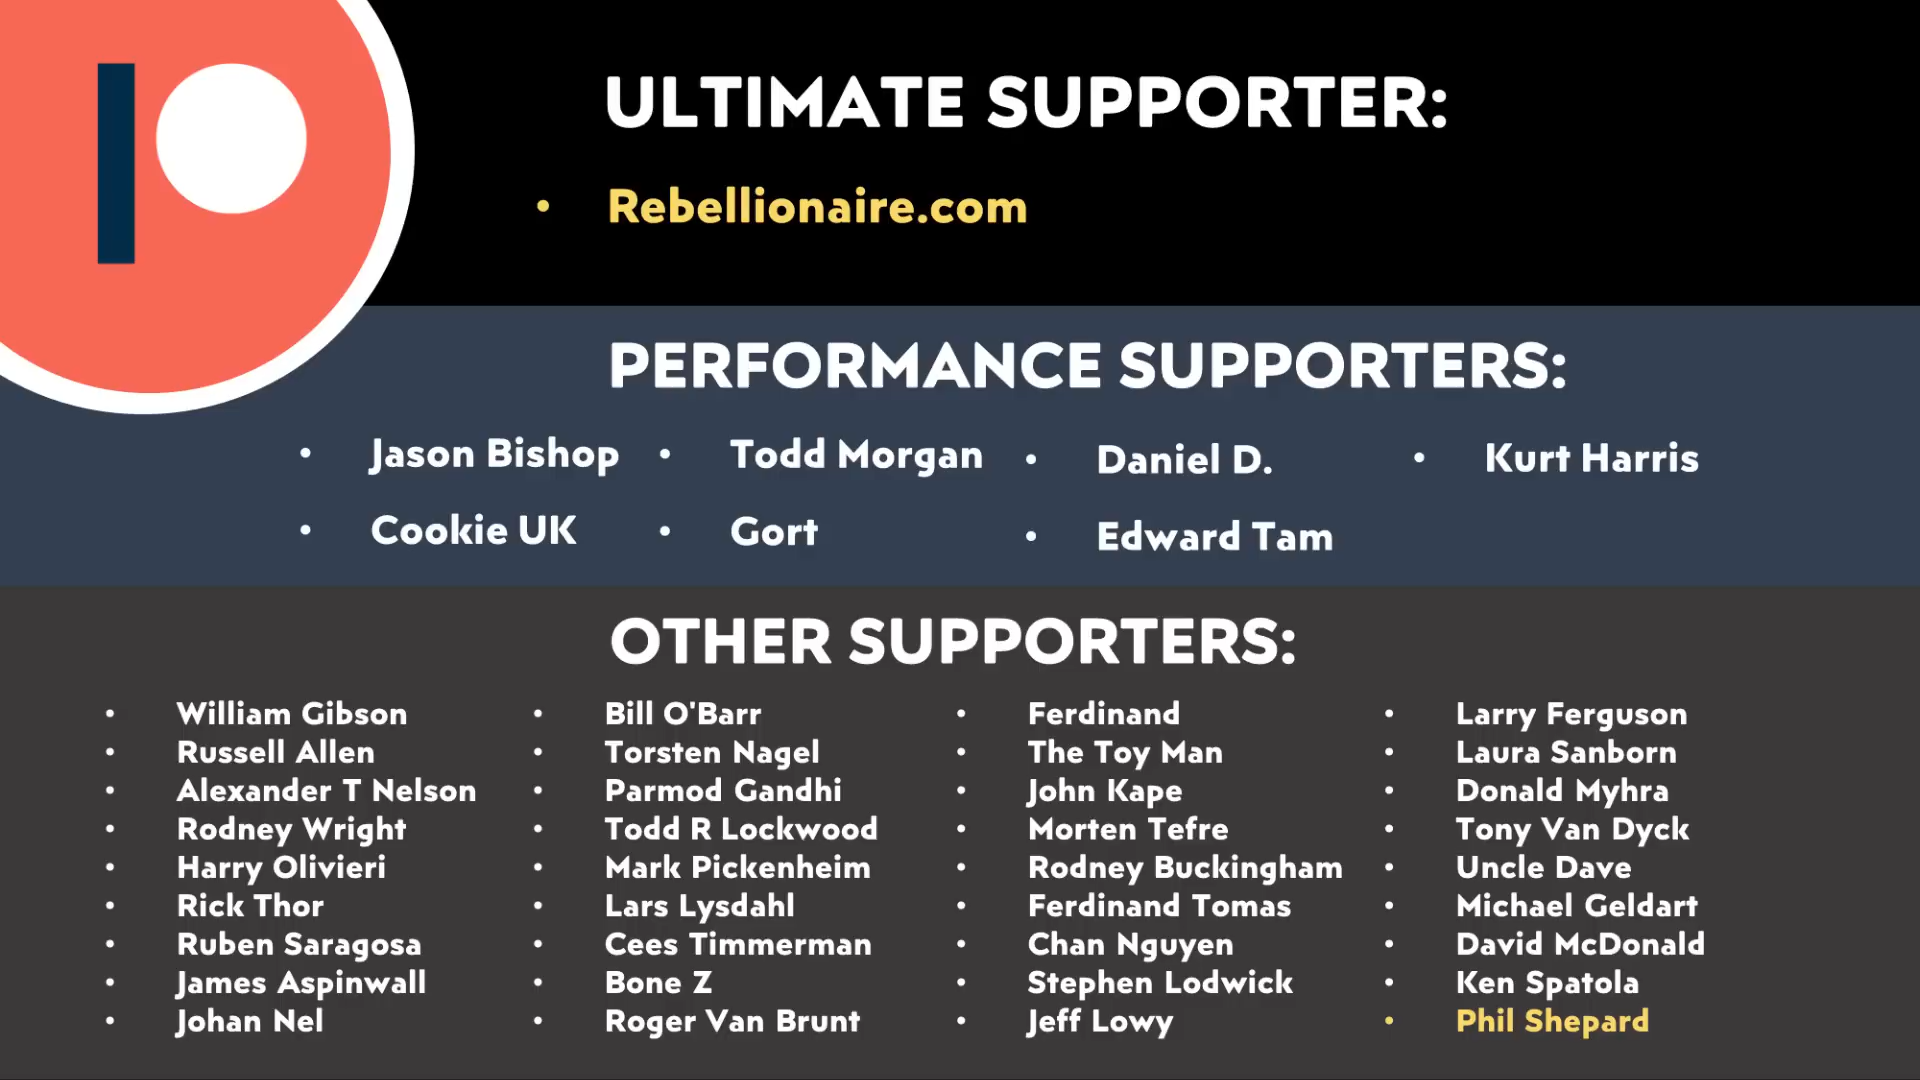 ULTIMATE SUPPORTER:
• Rebellionaire.com
PERFORMANCE SUPPORTERS:
• Jason Bishop • Todd Morgan • Daniel D. • Kurt Harris
• Cookie UK • Gort • Edward Tam
OTHER SUPPORTERS:
• William Gibson • Bill O'Barr • Ferdinand • Larry Ferguson
• Russell Allen • Torsten Nagel • The Toy Man • Laura Sanborn
• Alexander T Nelson • Parmod Gandhi • John Kape • Donald Myhra
• Rodney Wright • Todd R Lockwood • Morten Tefre • Tony Van Dyck
• Harry Olivieri • Mark Pickenheim • Rodney Buckingham • Uncle Dave
• Rick Thor • Lars Lysdahl • Ferdinand Tomas • Michael Geldart
• Ruben Saragosa • Cees Timmerman • Chan Nguyen • David McDonald
• James Aspinwall • Bone Z • Stephen Lodwick • Ken Spatola
• Johan Nel • Roger Van Brunt • Jeff Lowy • Phil Shepard